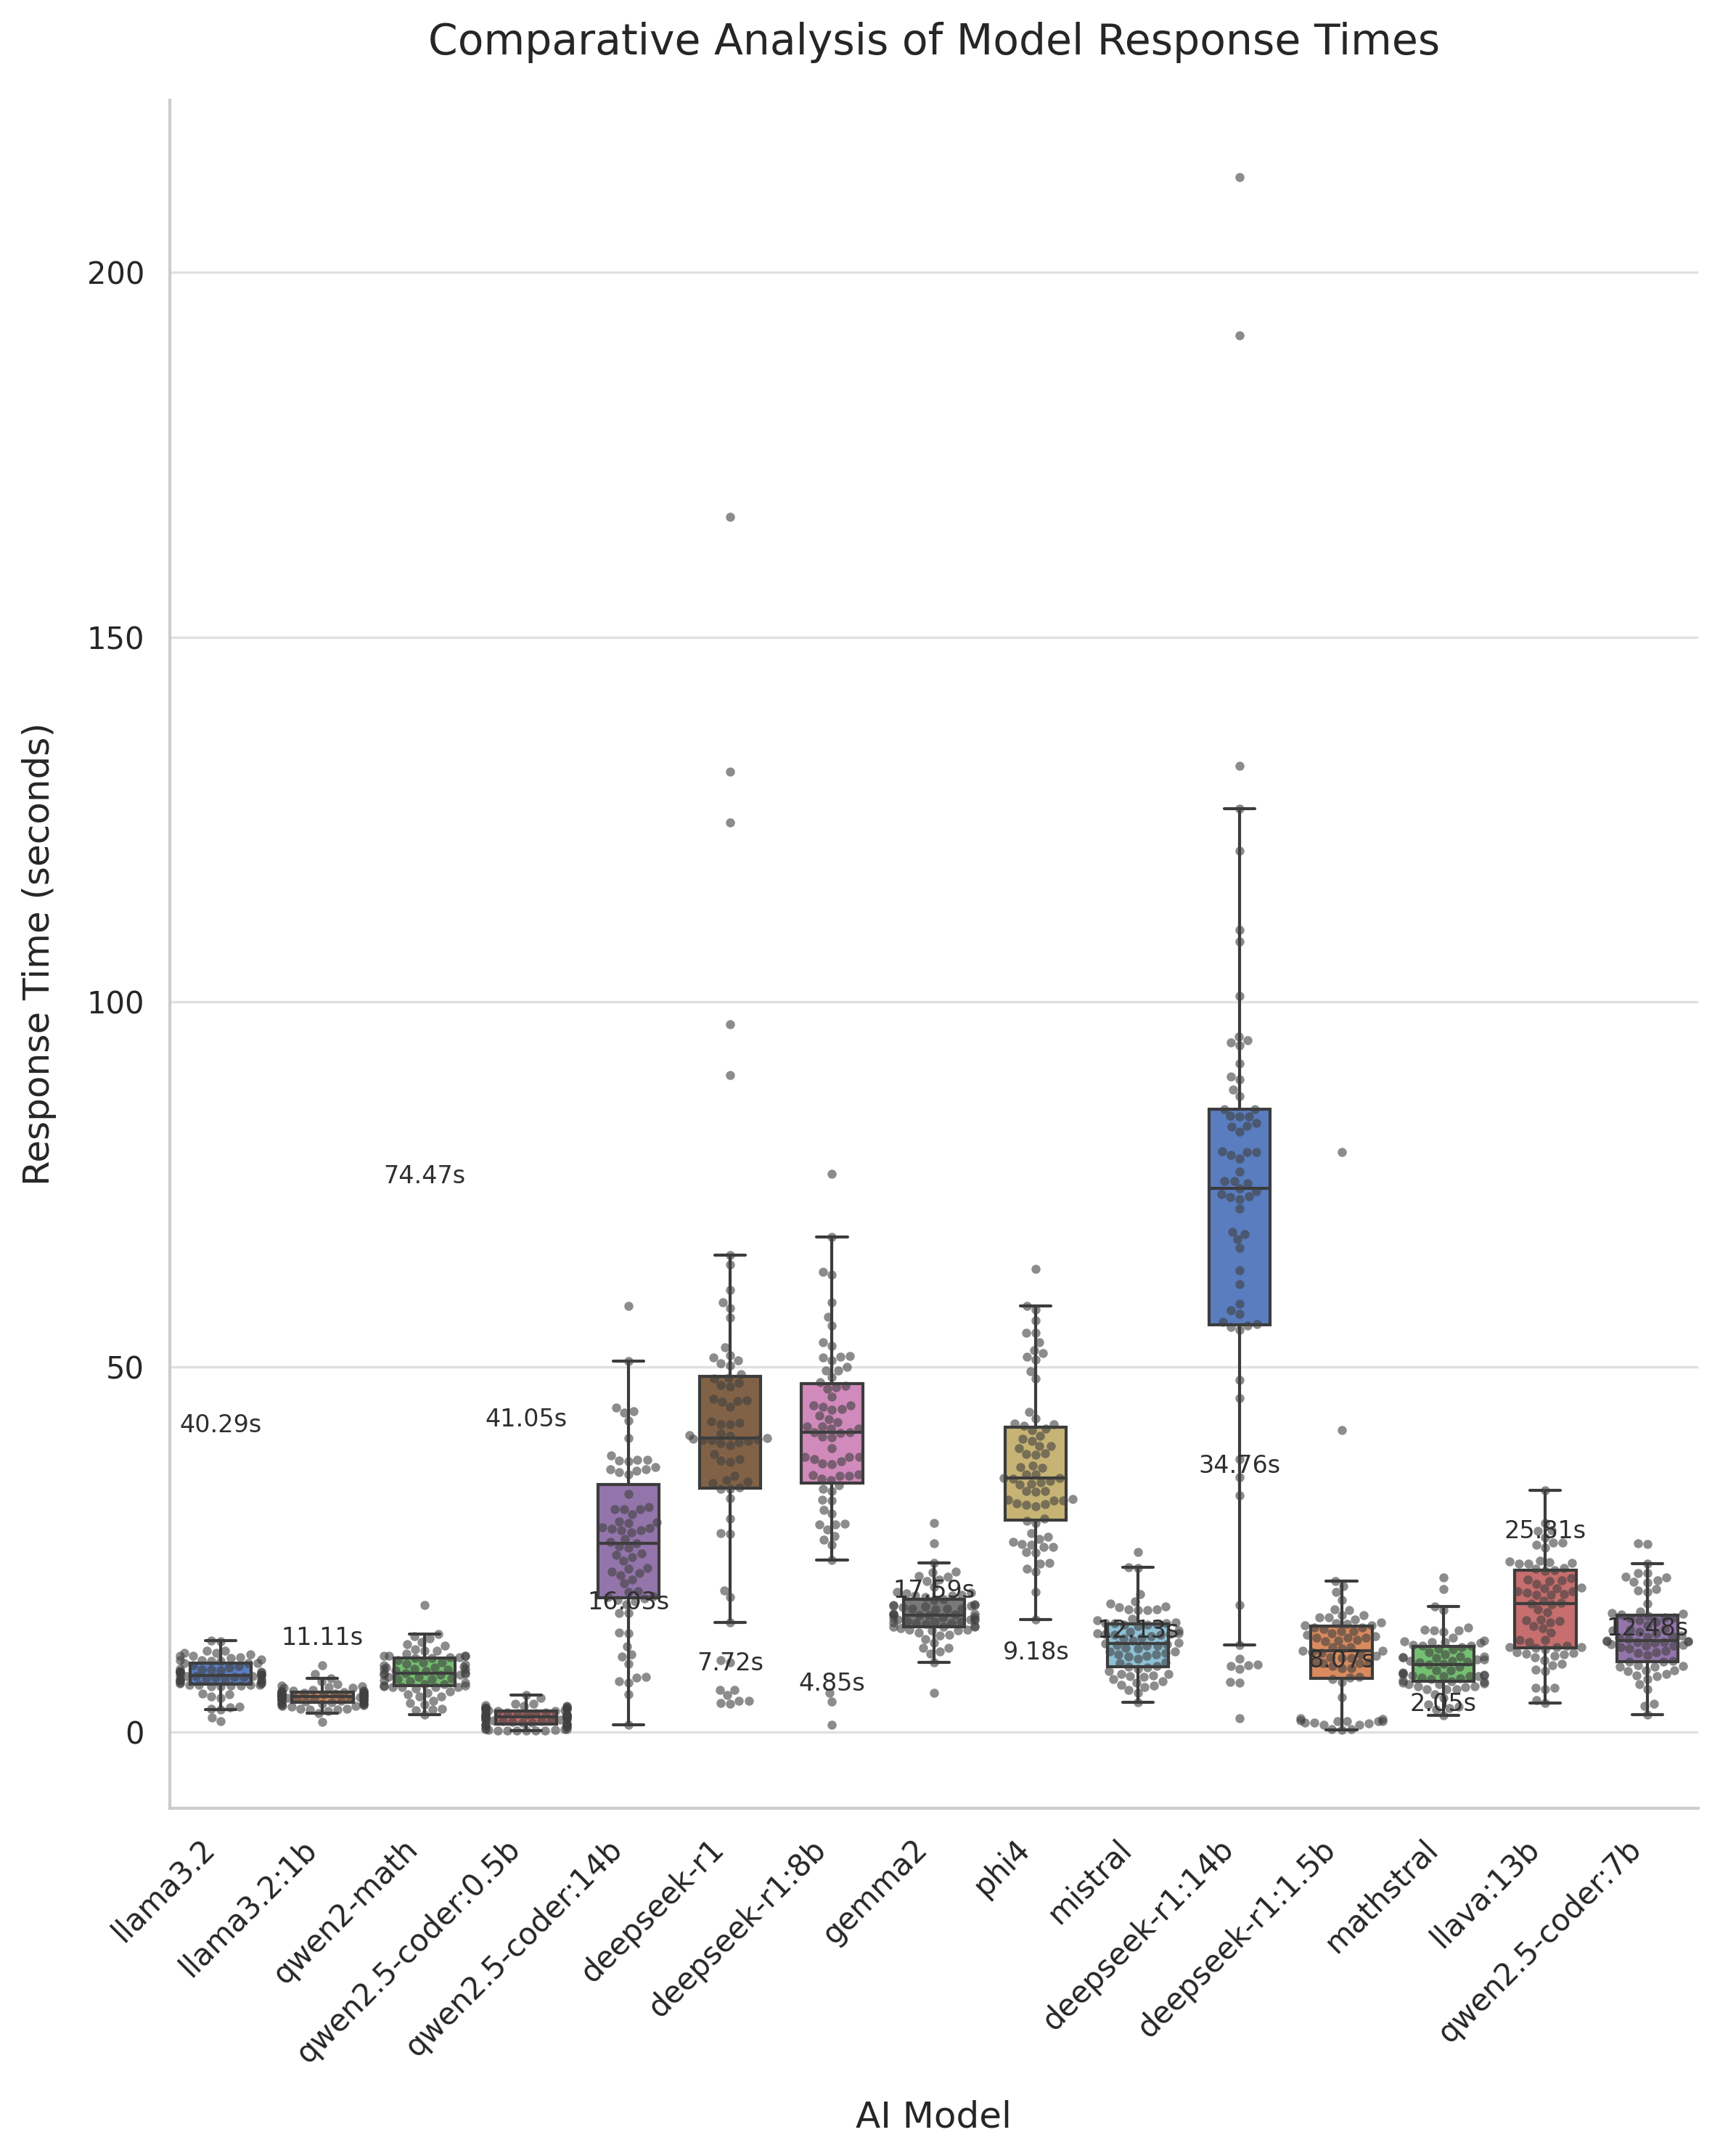 Comparative Analysis of Model Response Times
Response Time (seconds)
200
150
100
50
0
74.47s
40.29s
41.05s
34.76s
25.81s
17.59s
16.03s
12.13s
12.48s
11.11s
9.18s
8.07s
7.72s
4.85s
2.05s
llama3.2
llama3.2:1b
qwen2-math
qwen2.5-coder:0.5b
qwen2.5-coder:14b
deepseek-r1
deepseek-r1:8b
gemma2
phi4
mistral
deepseek-r1:14b
deepseek-r1:1.5b
mathstral
llava:13b
qwen2.5-coder:7b
AI Model